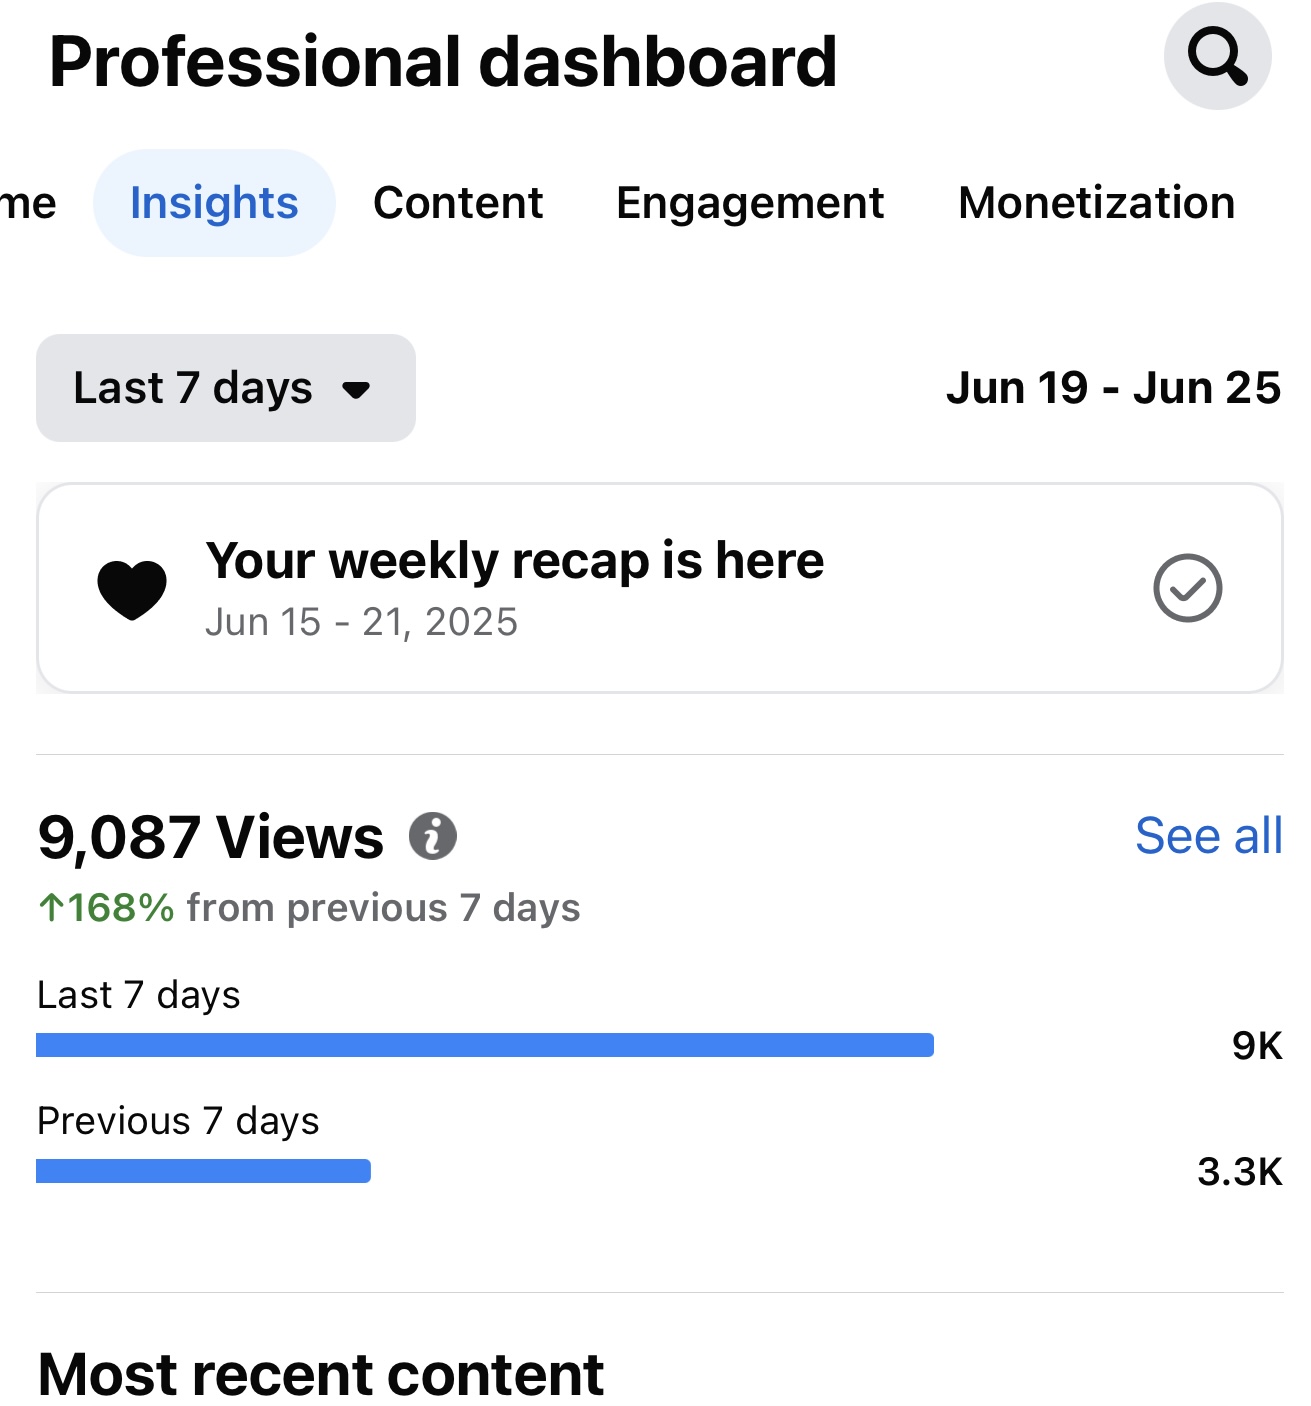 Professional dashboard
me Insights Content Engagement Monetization
Last 7 days Jun 19 - Jun 25
Your weekly recap is here
Jun 15 - 21, 2025
9,087 Views See all
↑168% from previous 7 days
Last 7 days
9K
Previous 7 days
3.3K
Most recent content